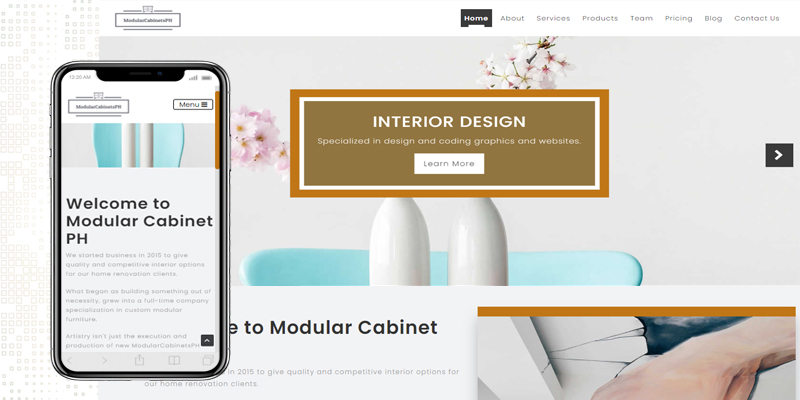 ModularCabinetsPH
Home About Services Products Team Pricing Blog Contact Us
INTERIOR DESIGN
Specialized in design and coding graphics and websites.
Learn More
e to Modular Cabinet
in 2015 to give quality and competitive interior options for
our home renovation clients.
10:20 AM
ModularCabinetsPH
Menu
Welcome to
Modular Cabinet
PH
We started business in 2015 to give
quality and competitive interior options
for our home renovation clients.
What began as building something out of
necessity, grew into a full-time company
specialization in custom modular
furniture.
Artistry isn't just the execution and
production of new ModularCabinetsPH